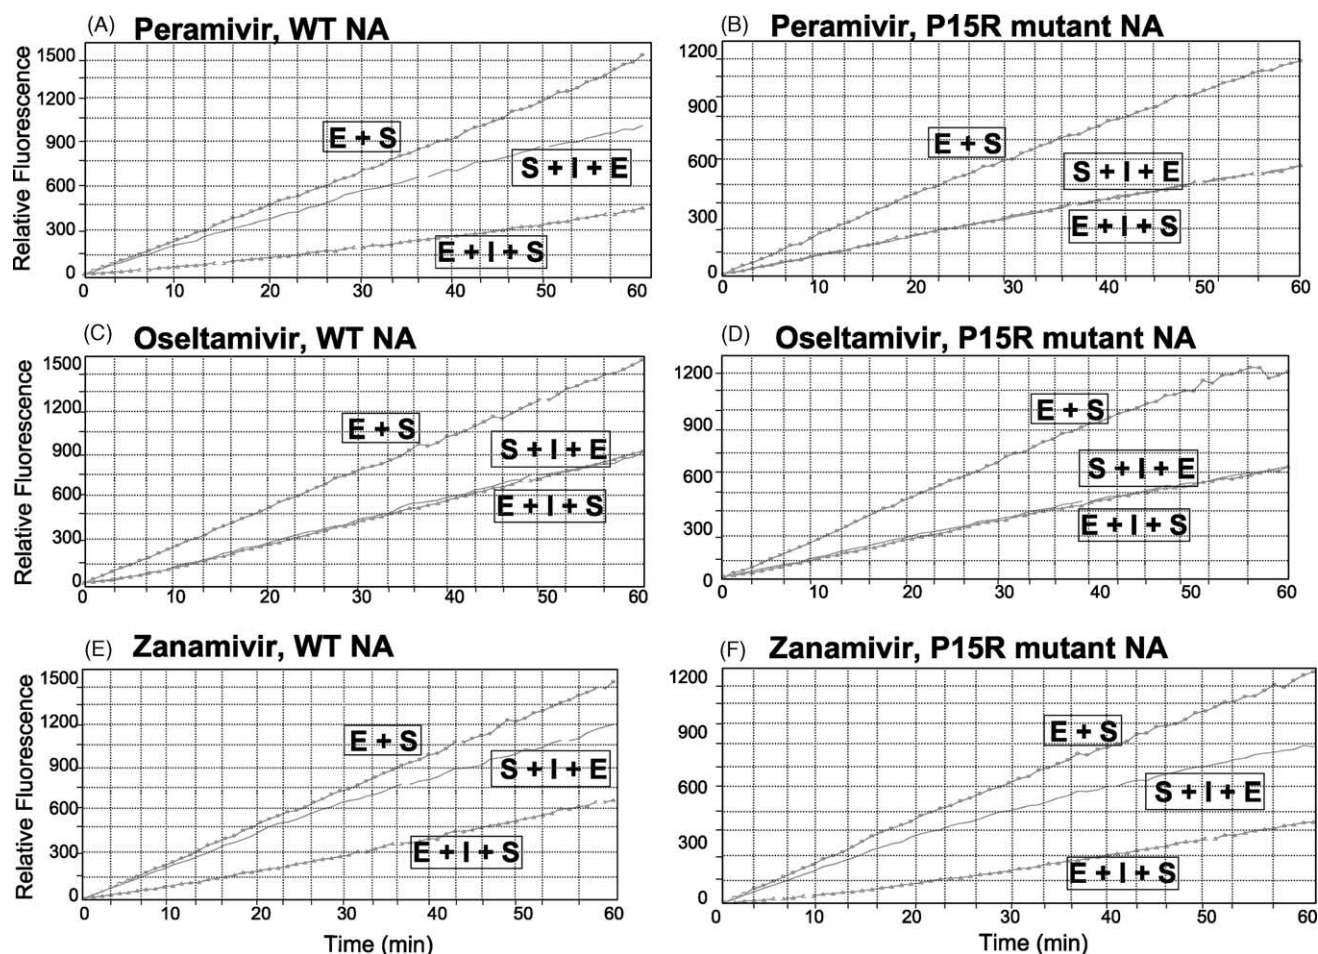 (A) Peramivir, WT NA
1500
1200
900
600
300
0
Relative Fluorescence
E + S
S + I + E
E + I + S
0 10 20 30 40 50 60
(B) Peramivir, P15R mutant NA
1200
900
600
300
0
E + S
S + I + E
E + I + S
0 10 20 30 40 50 60
(C) Oseltamivir, WT NA
1500
1200
900
600
300
0
Relative Fluorescence
E + S
S + I + E
E + I + S
0 10 20 30 40 50 60
(D) Oseltamivir, P15R mutant NA
1200
900
600
300
0
E + S
S + I + E
E + I + S
0 10 20 30 40 50 60
(E) Zanamivir, WT NA
1500
1200
900
600
300
0
Relative Fluorescence
E + S
S + I + E
E + I + S
0 10 20 30 40 50 60
Time (min)
(F) Zanamivir, P15R mutant NA
1200
900
600
300
0
E + S
S + I + E
E + I + S
0 10 20 30 40 50 60
Time (min)